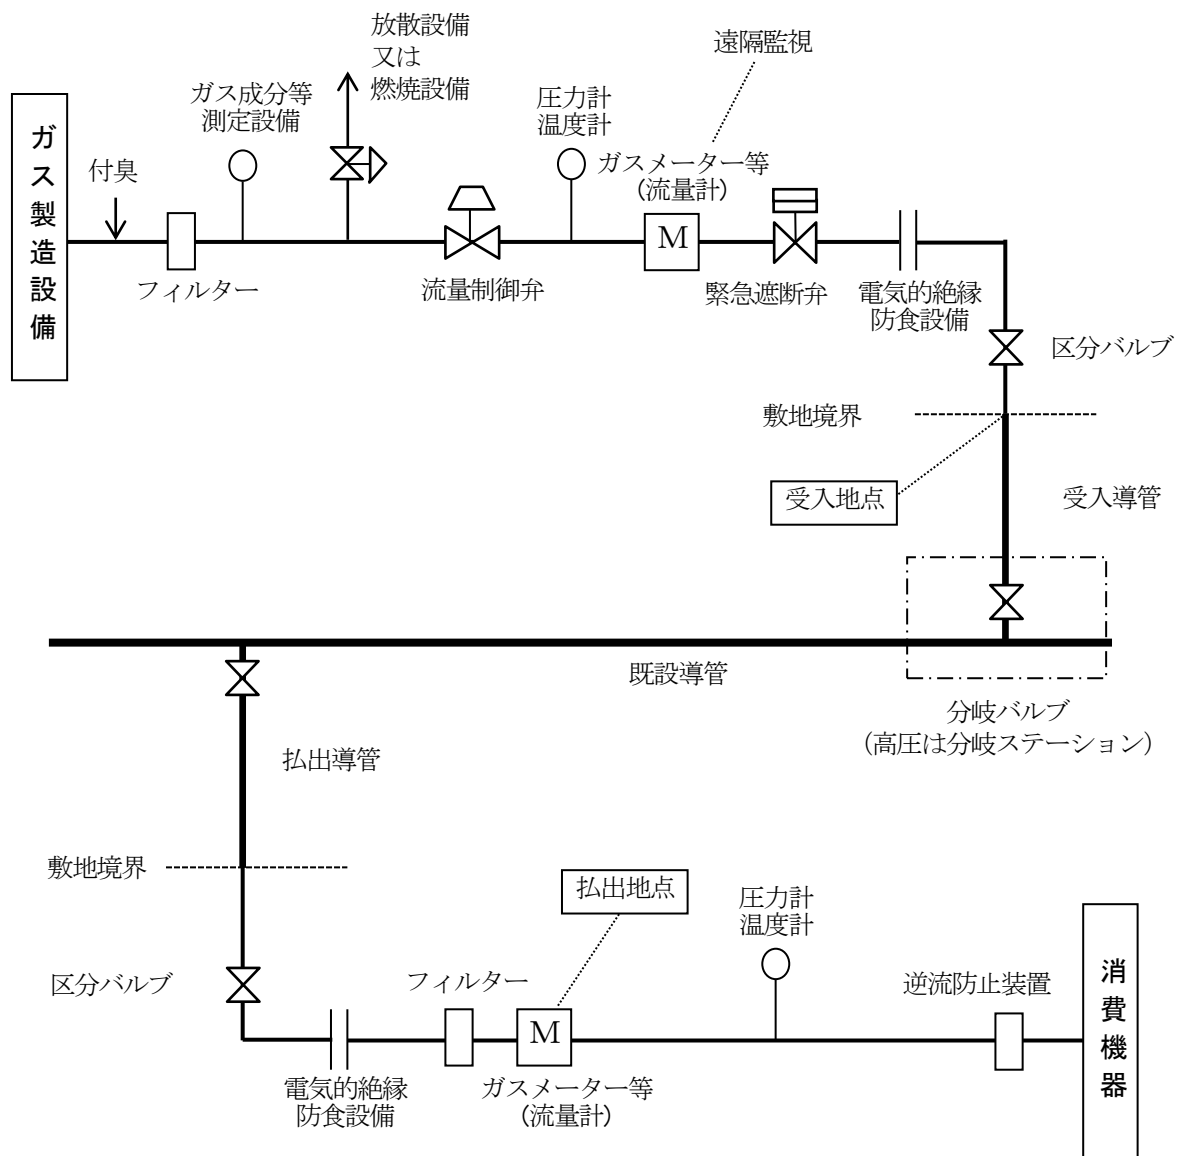 放散設備
又は
燃焼設備
遠隔監視
ガス成分等
測定設備
圧力計
温度計
ガス製造設備
付臭
ガスメーター等
(流量計)
M
フィルター
流量制御弁
緊急遮断弁
電気的絶縁
防食設備
区分バルブ
敷地境界
受入地点
受入導管
既設導管
分岐バルブ
（高圧は分岐ステーション）
払出導管
敷地境界
払出地点
圧力計
温度計
区分バルブ
フィルター
逆流防止装置
消費機器
M
電気的絶縁
防食設備
ガスメーター等
(流量計)